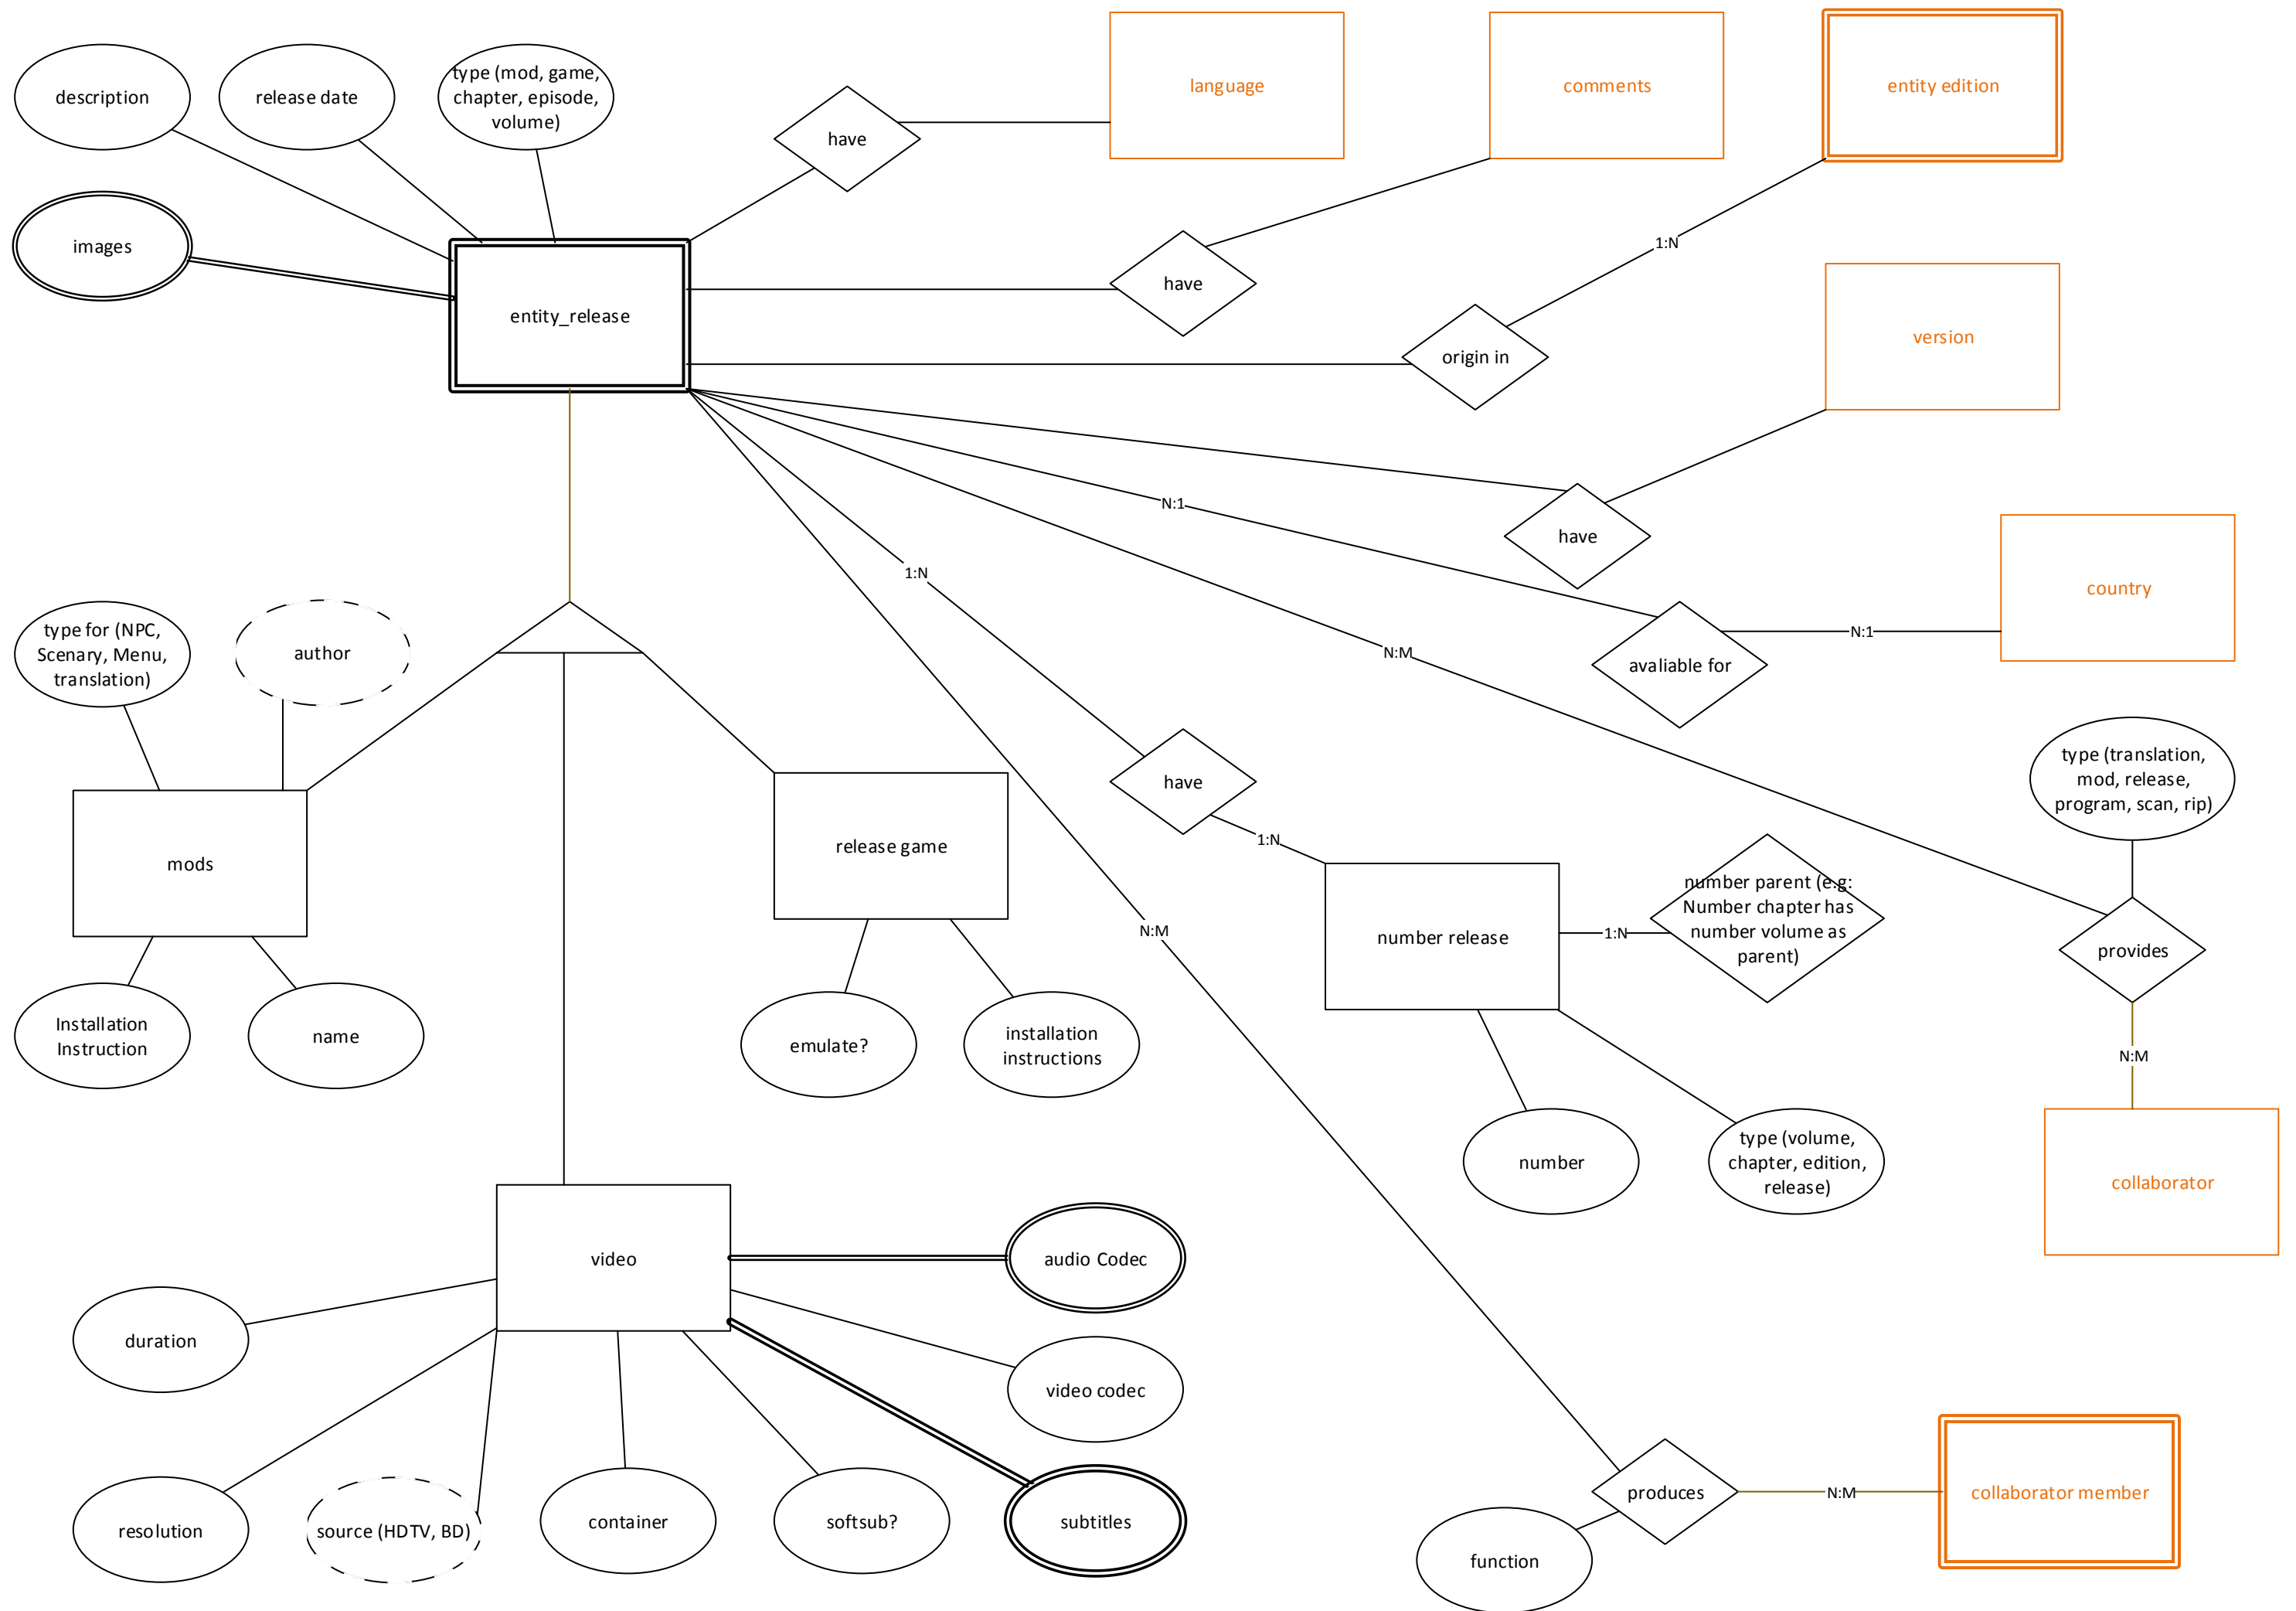 description
release date
type (mod, game,
chapter, episode,
volume)
have
language
comments
entity edition
images
entity_release
have
1:N
origin in
version
N:1
have
1:N
country
type for (NPC,
Scenary, Menu,
translation)
author
N:M
avaliable for
N:1
have
type (translation,
mod, release,
program, scan, rip)
mods
release game
1:N
number release
1:N
number parent (e.g:
Number chapter has
number volume as
parent)
N:M
provides
Installation
Instruction
name
emulate?
installation
instructions
N:M
number
type (volume,
chapter, edition,
release)
collaborator
video
audio Codec
duration
video codec
resolution
source (HDTV, BD)
container
softsub?
subtitles
produces
N:M
collaborator member
function